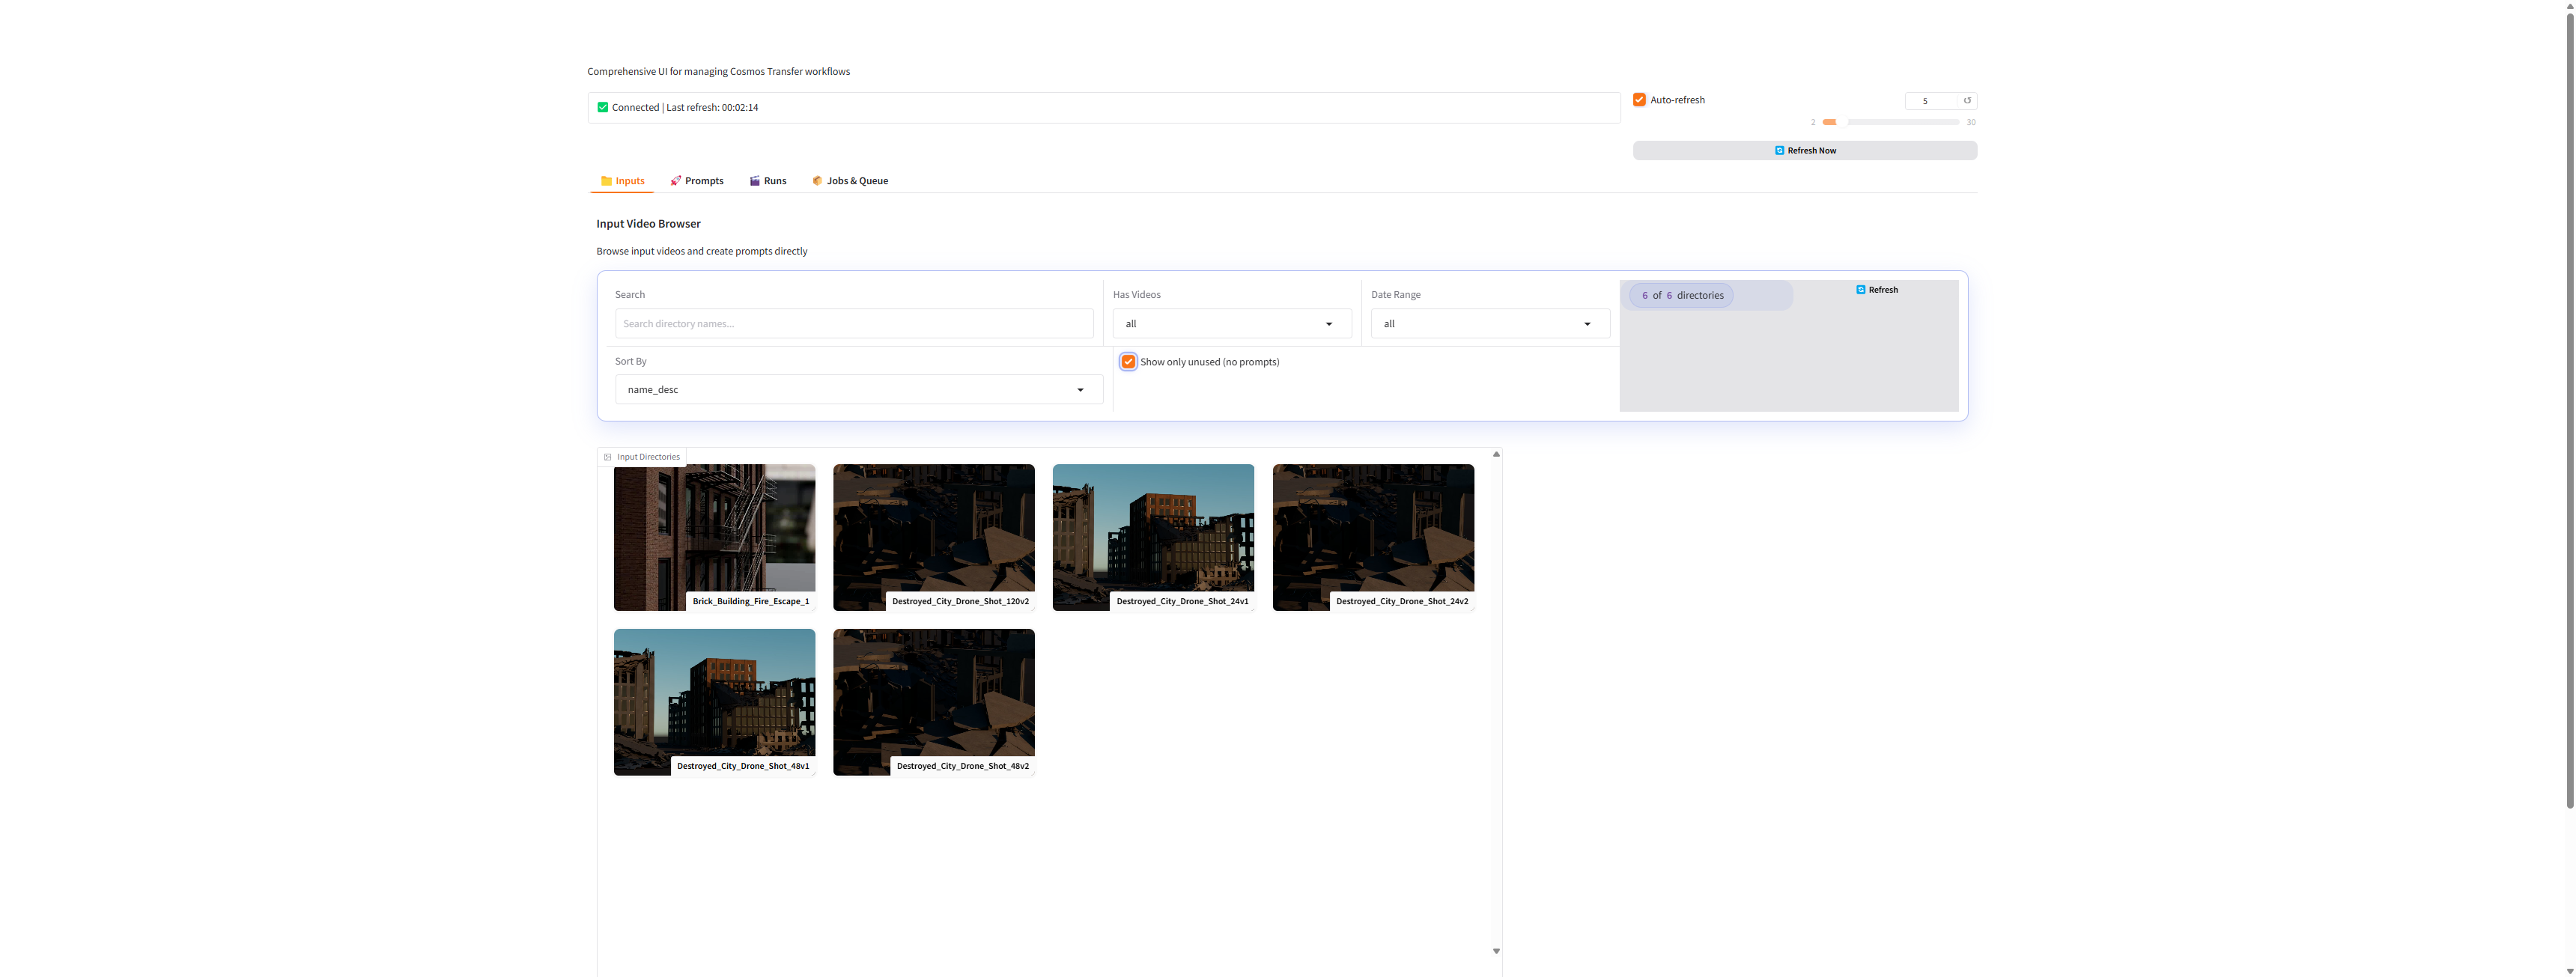 Comprehensive UI for managing Cosmos Transfer workflows
Connected | Last refresh: 00:02:14
Auto-refresh
5
2
30
Refresh Now
Inputs
Prompts
Runs
Jobs & Queue
Input Video Browser
Browse input videos and create prompts directly
Search
Has Videos
Date Range
6 of 6 directories
Refresh
Search directory names...
all
all
Sort By
Show only unused (no prompts)
name_desc
Input Directories
Brick_Building_Fire_Escape_1
Destroyed_City_Drone_Shot_120v2
Destroyed_City_Drone_Shot_24v1
Destroyed_City_Drone_Shot_24v2
Destroyed_City_Drone_Shot_48v1
Destroyed_City_Drone_Shot_48v2